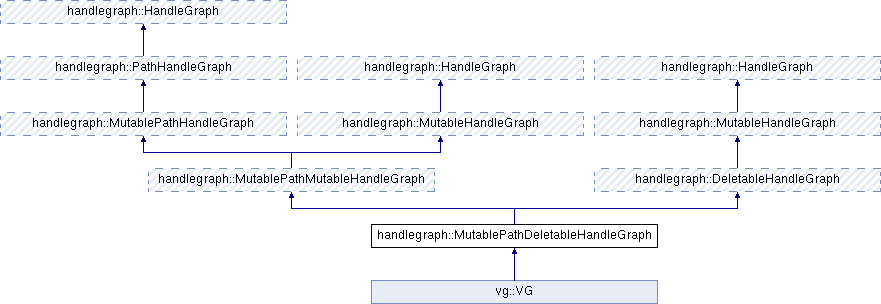 handlegraph::HandleGraph
handlegraph::PathHandleGraph
handlegraph::HandleGraph
handlegraph::HandleGraph
handlegraph::MutablePathHandleGraph
handlegraph::MutableHandleGraph
handlegraph::MutableHandleGraph
handlegraph::MutablePathMutableHandleGraph
handlegraph::DeletableHandleGraph
handlegraph::MutablePathDeletableHandleGraph
vg::VG